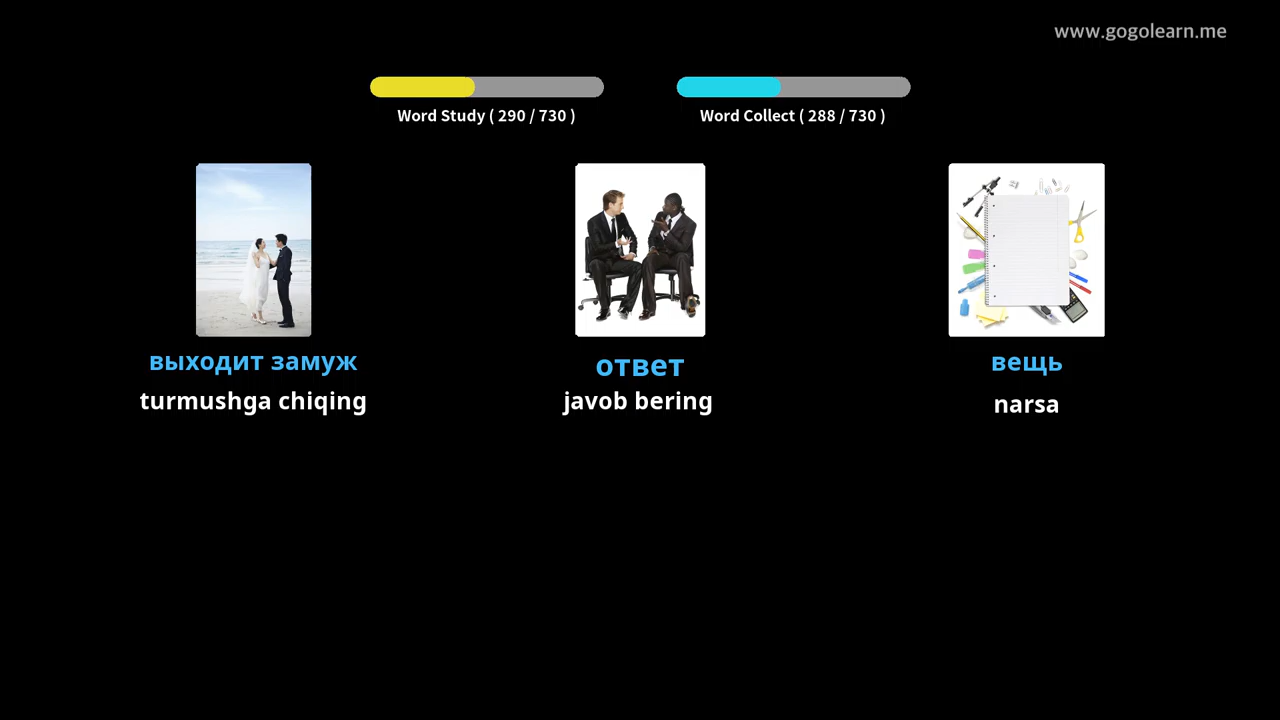 www.gogolearn.me
Word Study ( 290 / 730 )
Word Collect ( 288 / 730 )
выходит замуж
ответ
вещь
turmushga chiqing
javob bering
narsa